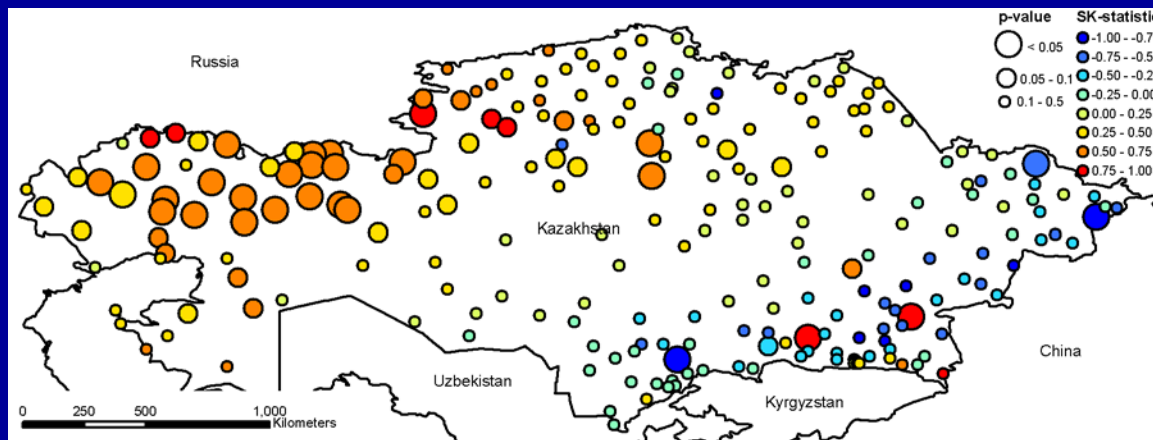 Russia
Kazakhstan
Uzbekistan
Kyrgyzstan
China
p-value
< 0.05
0.05 - 0.1
0.1 - 0.5
SK-statistic
-1.00 - -0.7
-0.75 - -0.5
-0.50 - -0.2
-0.25 - 0.00
0.00 - 0.25
0.25 - 0.50
0.50 - 0.75
0.75 - 1.00
0 250 500 1,000
Kilometers